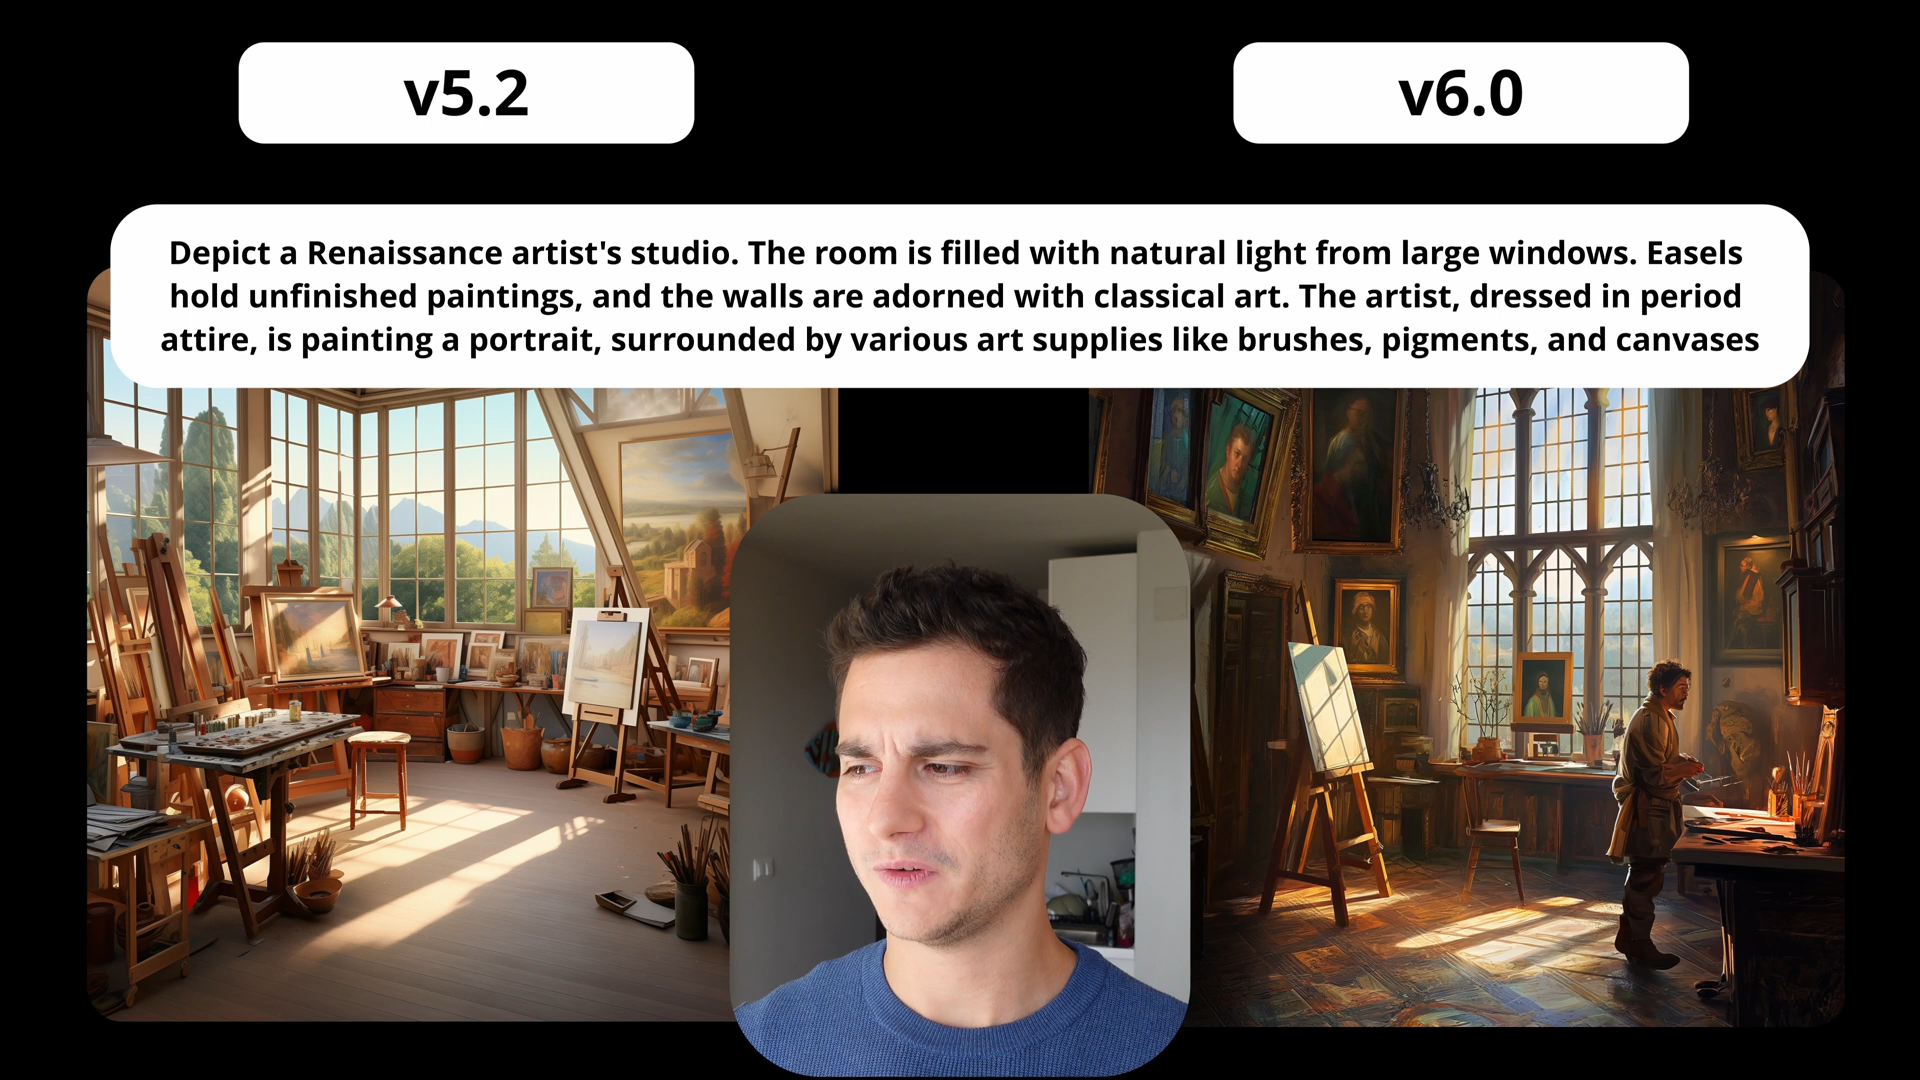 v5.2
v6.0
Depict a Renaissance artist's studio. The room is filled with natural light from large windows. Easels
hold unfinished paintings, and the walls are adorned with classical art. The artist, dressed in period
attire, is painting a portrait, surrounded by various art supplies like brushes, pigments, and canvases